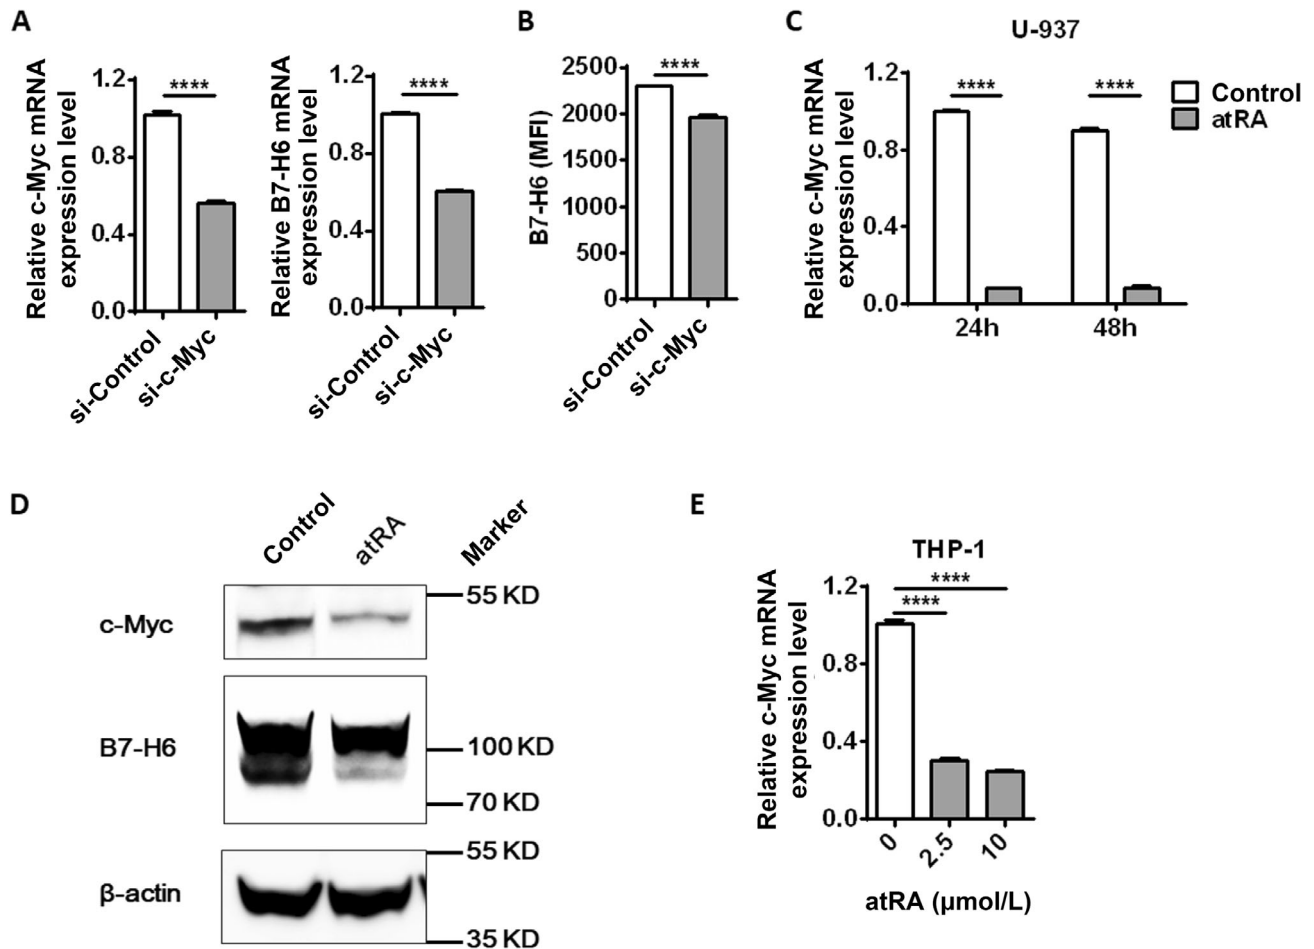 A
Relative c-Myc mRNA
expression level
1.2
0.8
0.4
0.0
****
si-Control
si-c-Myc
Relative B7-H6 mRNA
expression level
1.2
0.8
0.4
0.0
****
si-Control
si-c-Myc
B
B7-H6 (MFI)
2500
2000
1500
1000
500
0
****
si-Control
si-c-Myc
C
U-937
Relative c-Myc mRNA
expression level
1.2
0.8
0.4
0.0
****
****
24h
48h
Control
atRA
D
Control
atRA
Marker
c-Myc
55 KD
B7-H6
100 KD
70 KD
β-actin
55 KD
35 KD
E
THP-1
Relative c-Myc mRNA
expression level
1.2
0.8
0.4
0.0
****
****
0
2.5
10
atRA (μmol/L)